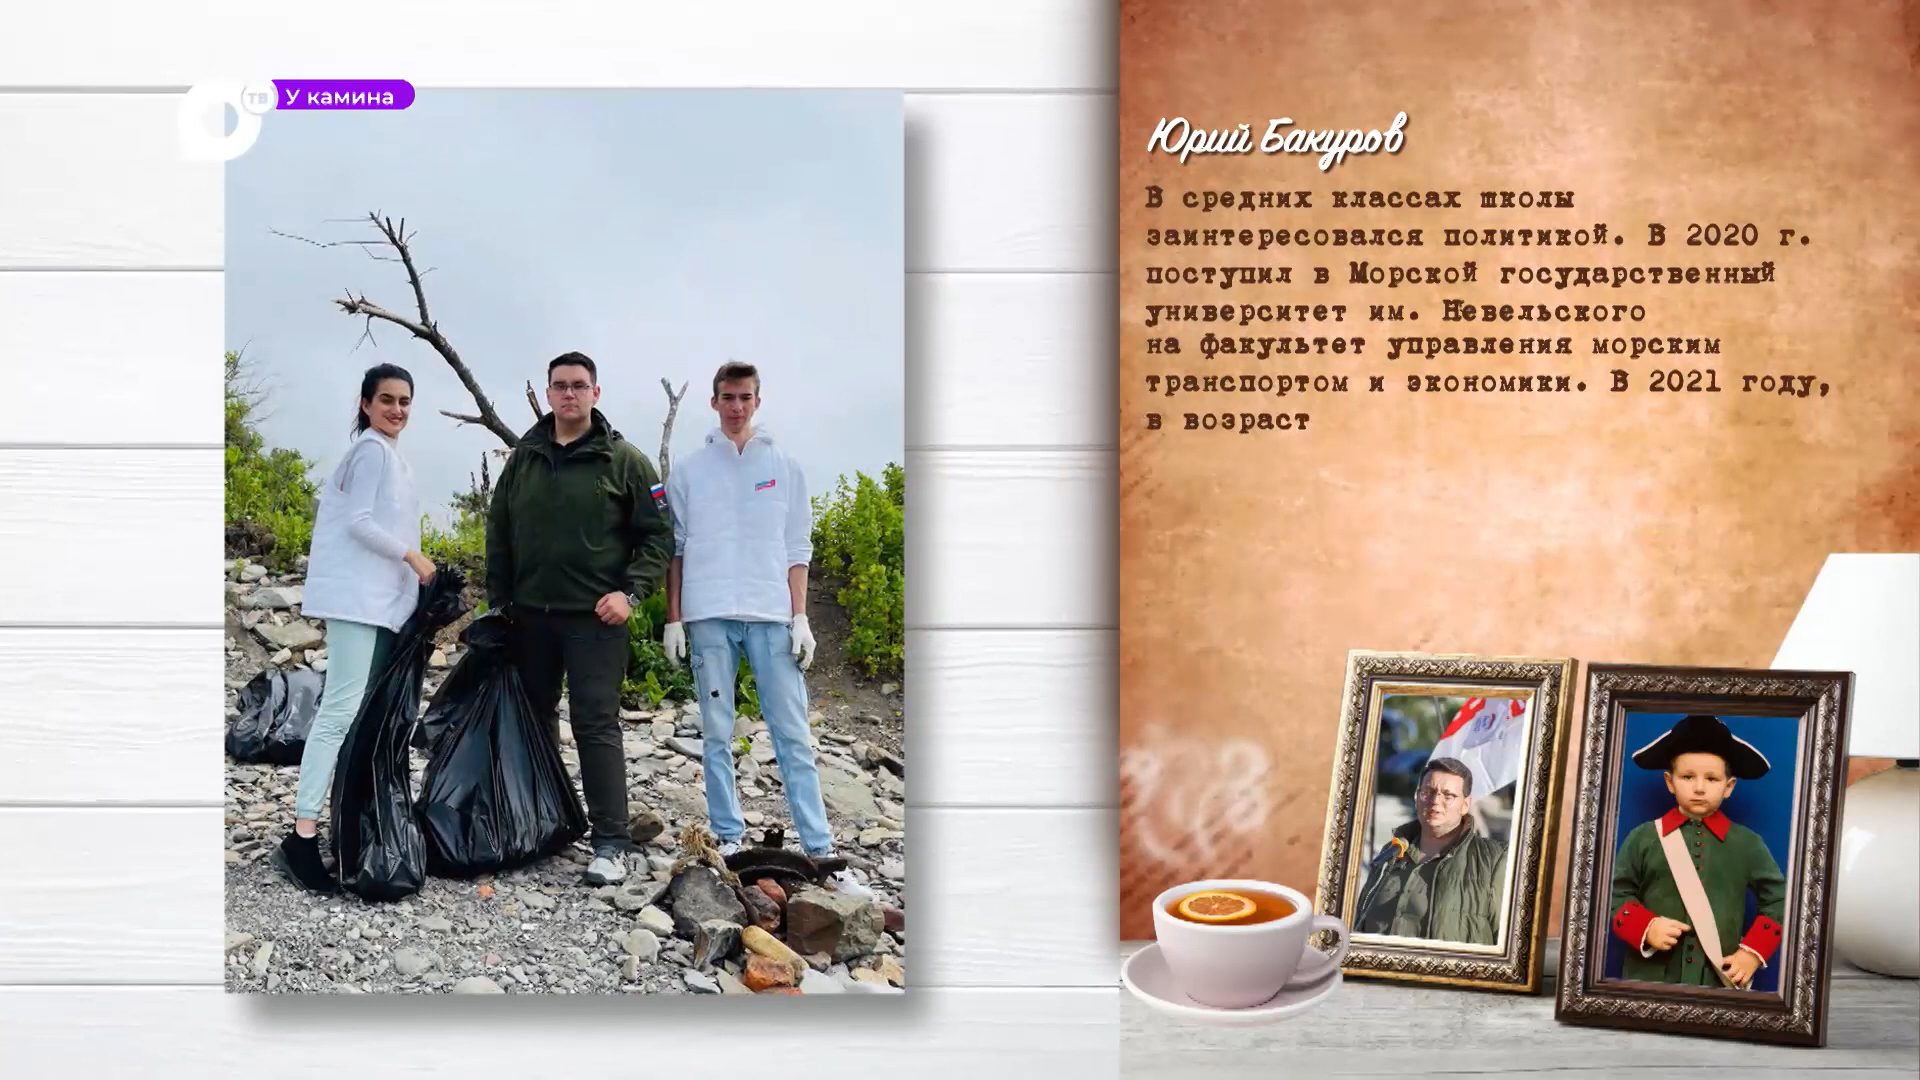 ТВ
У камина
Юрий Бакуров
В средних классах школы
заинтересовался политикой. В 2020 г.
поступил в Морской государственный
университет им. Невельского
на факультет управления морским
транспортом и экономики. В 2021 году,
в возраст